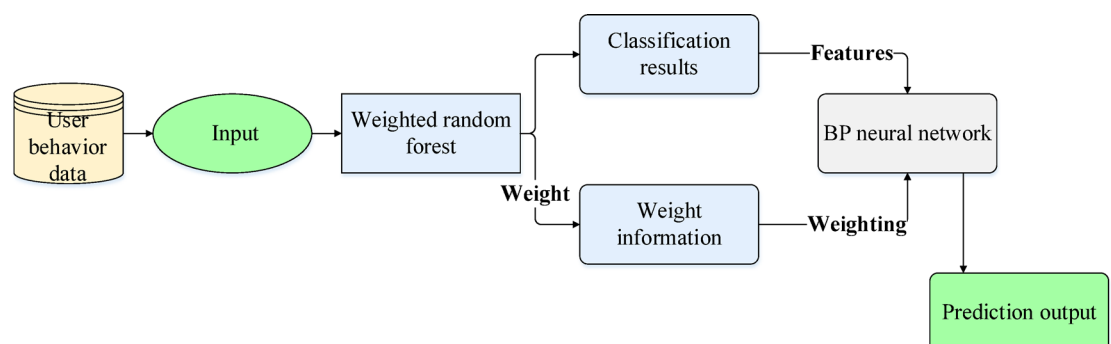 User
behavior
data
Input
Weighted random
forest
Weight
Classification
results
Features
Weight
information
Weighting
BP neural network
Prediction output